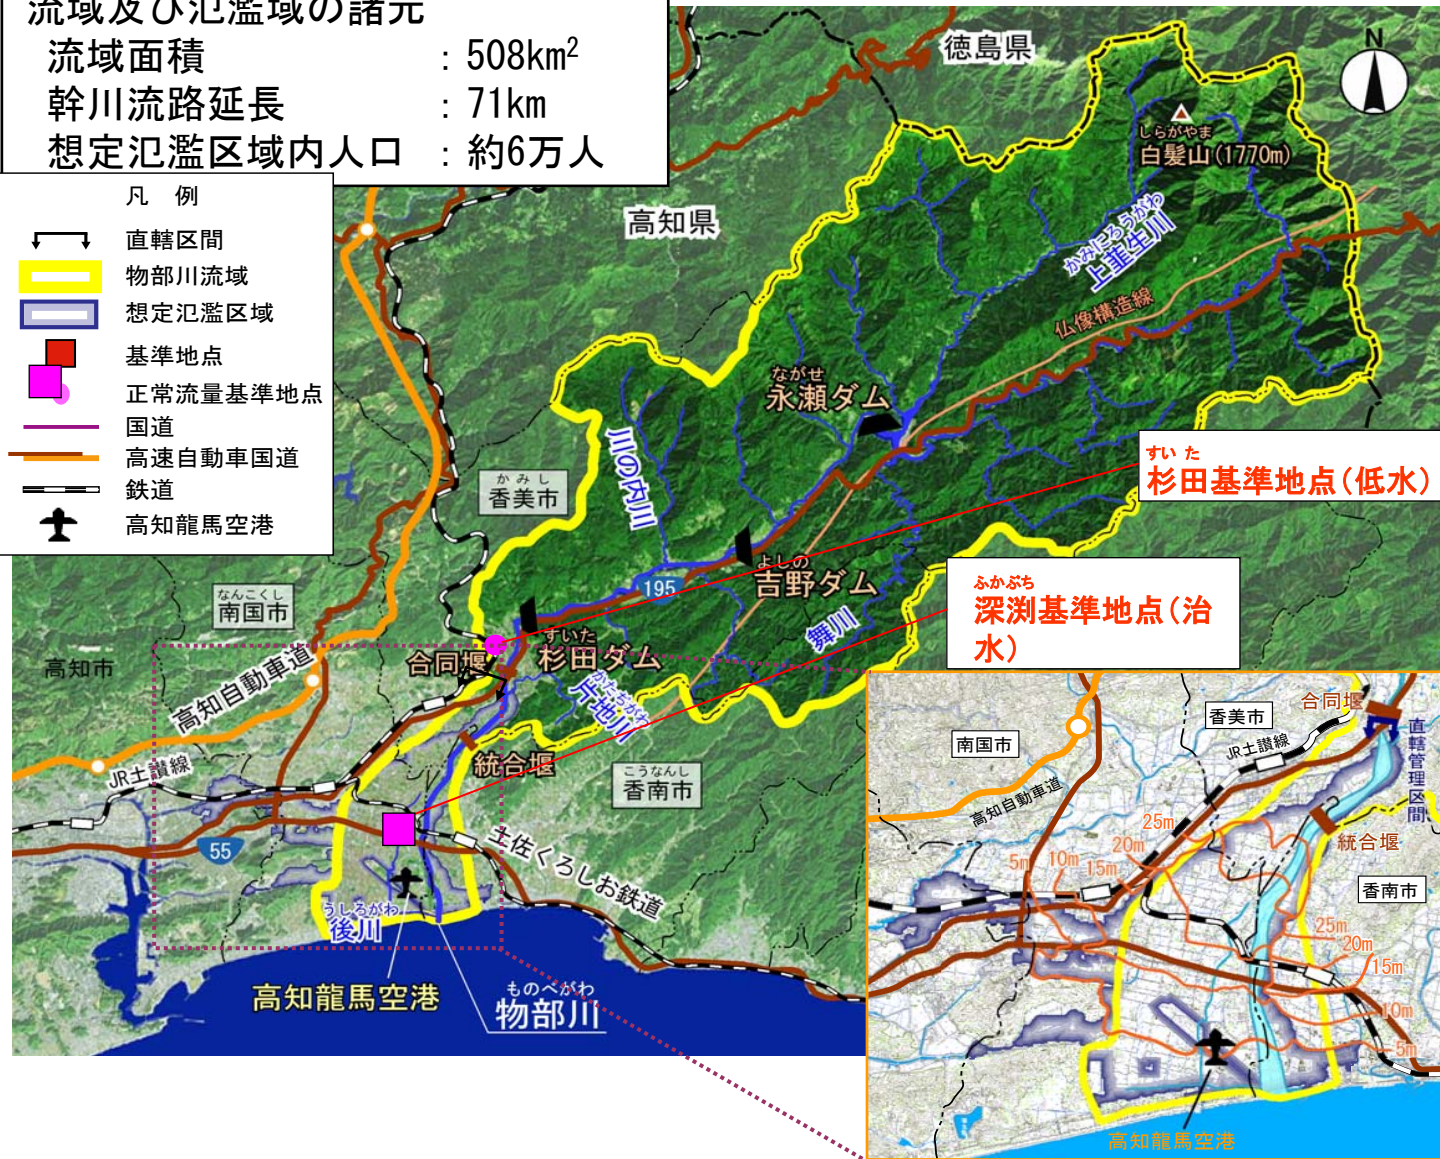 流域及び氾濫域の諸元
流域面積 : 508km²
幹川流路延長 : 71km
想定氾濫区域内人口 : 約6万人
凡 例
直轄区間
物部川流域
想定氾濫区域
基準地点
正常流量基準地点
国道
高速自動車国道
鉄道
高知龍馬空港
N
徳島県
しらがやま
白髪山(1770m)
高知県
かみにろうがわ
上韮生川
仏像構造線
ながせ
永瀬ダム
川の内川
かみし
香美市
すいた
杉田基準地点(低水)
よしの
吉野ダム
195
ふかぶち
深渕基準地点(治
水)
舞川
なんこくし
南国市
高知市
すいた
杉田ダム
合同堰
かたちがわ
片地川
高知自動車道
統合堰
こうなんし
香南市
JR土讃線
55
土佐くろしお鉄道
うしろがわ
後川
高知龍馬空港
ものべがわ
物部川
合同堰
香美市
南国市
JR土讃線
直轄管理区間
高知自動車道
25m
20m
15m
10m
5m
統合堰
香南市
25m
20m
15m
10m
5m
高知龍馬空港